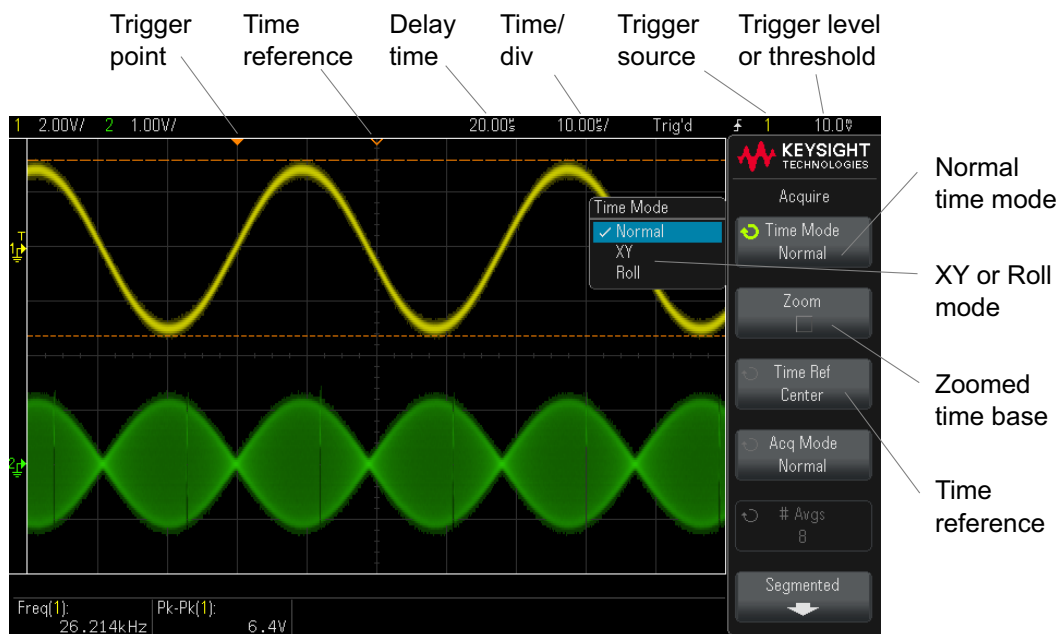 Trigger point
Time reference
Delay time
Time/ div
Trigger source
Trigger level or threshold
1 2.00V/ 2 1.00V/ 20.00s 10.00s/ Trig'd 1 10.0V
KEYSIGHT
TECHNOLOGIES
Acquire
Time Mode
Normal
XY
Roll
Time Mode
Normal
Zoom
Time Ref
Center
Acq Mode
Normal
# Avgs
8
Segmented
Normal
time mode
XY or Roll
mode
Zoomed
time base
Time
reference
T
1
2
Freq(1):
26.214kHz
Pk-Pk(1):
6.4V